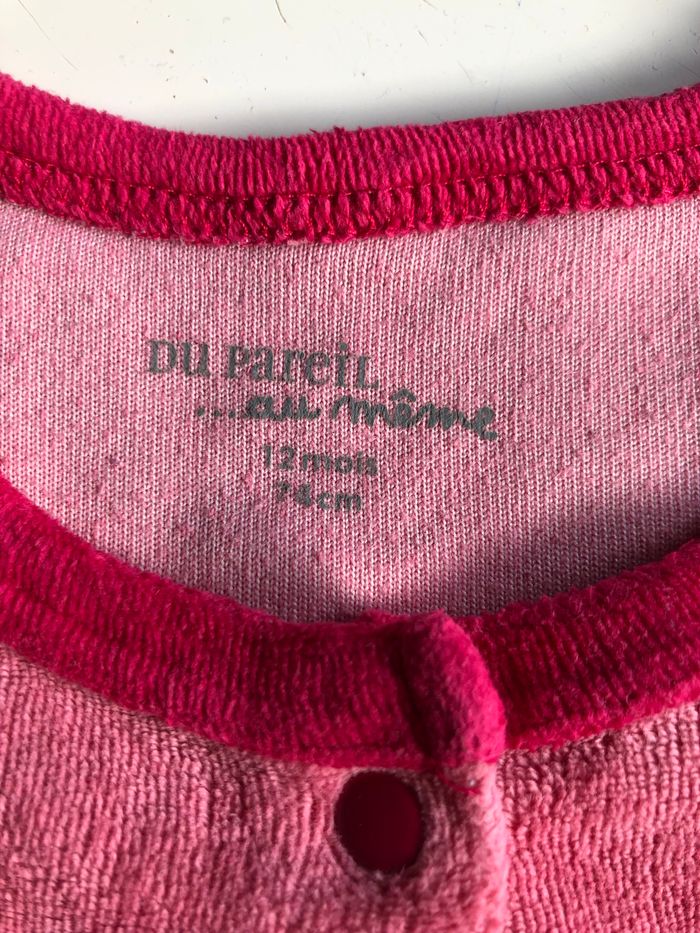 DU Pareil
...au même
12 mois
74cm